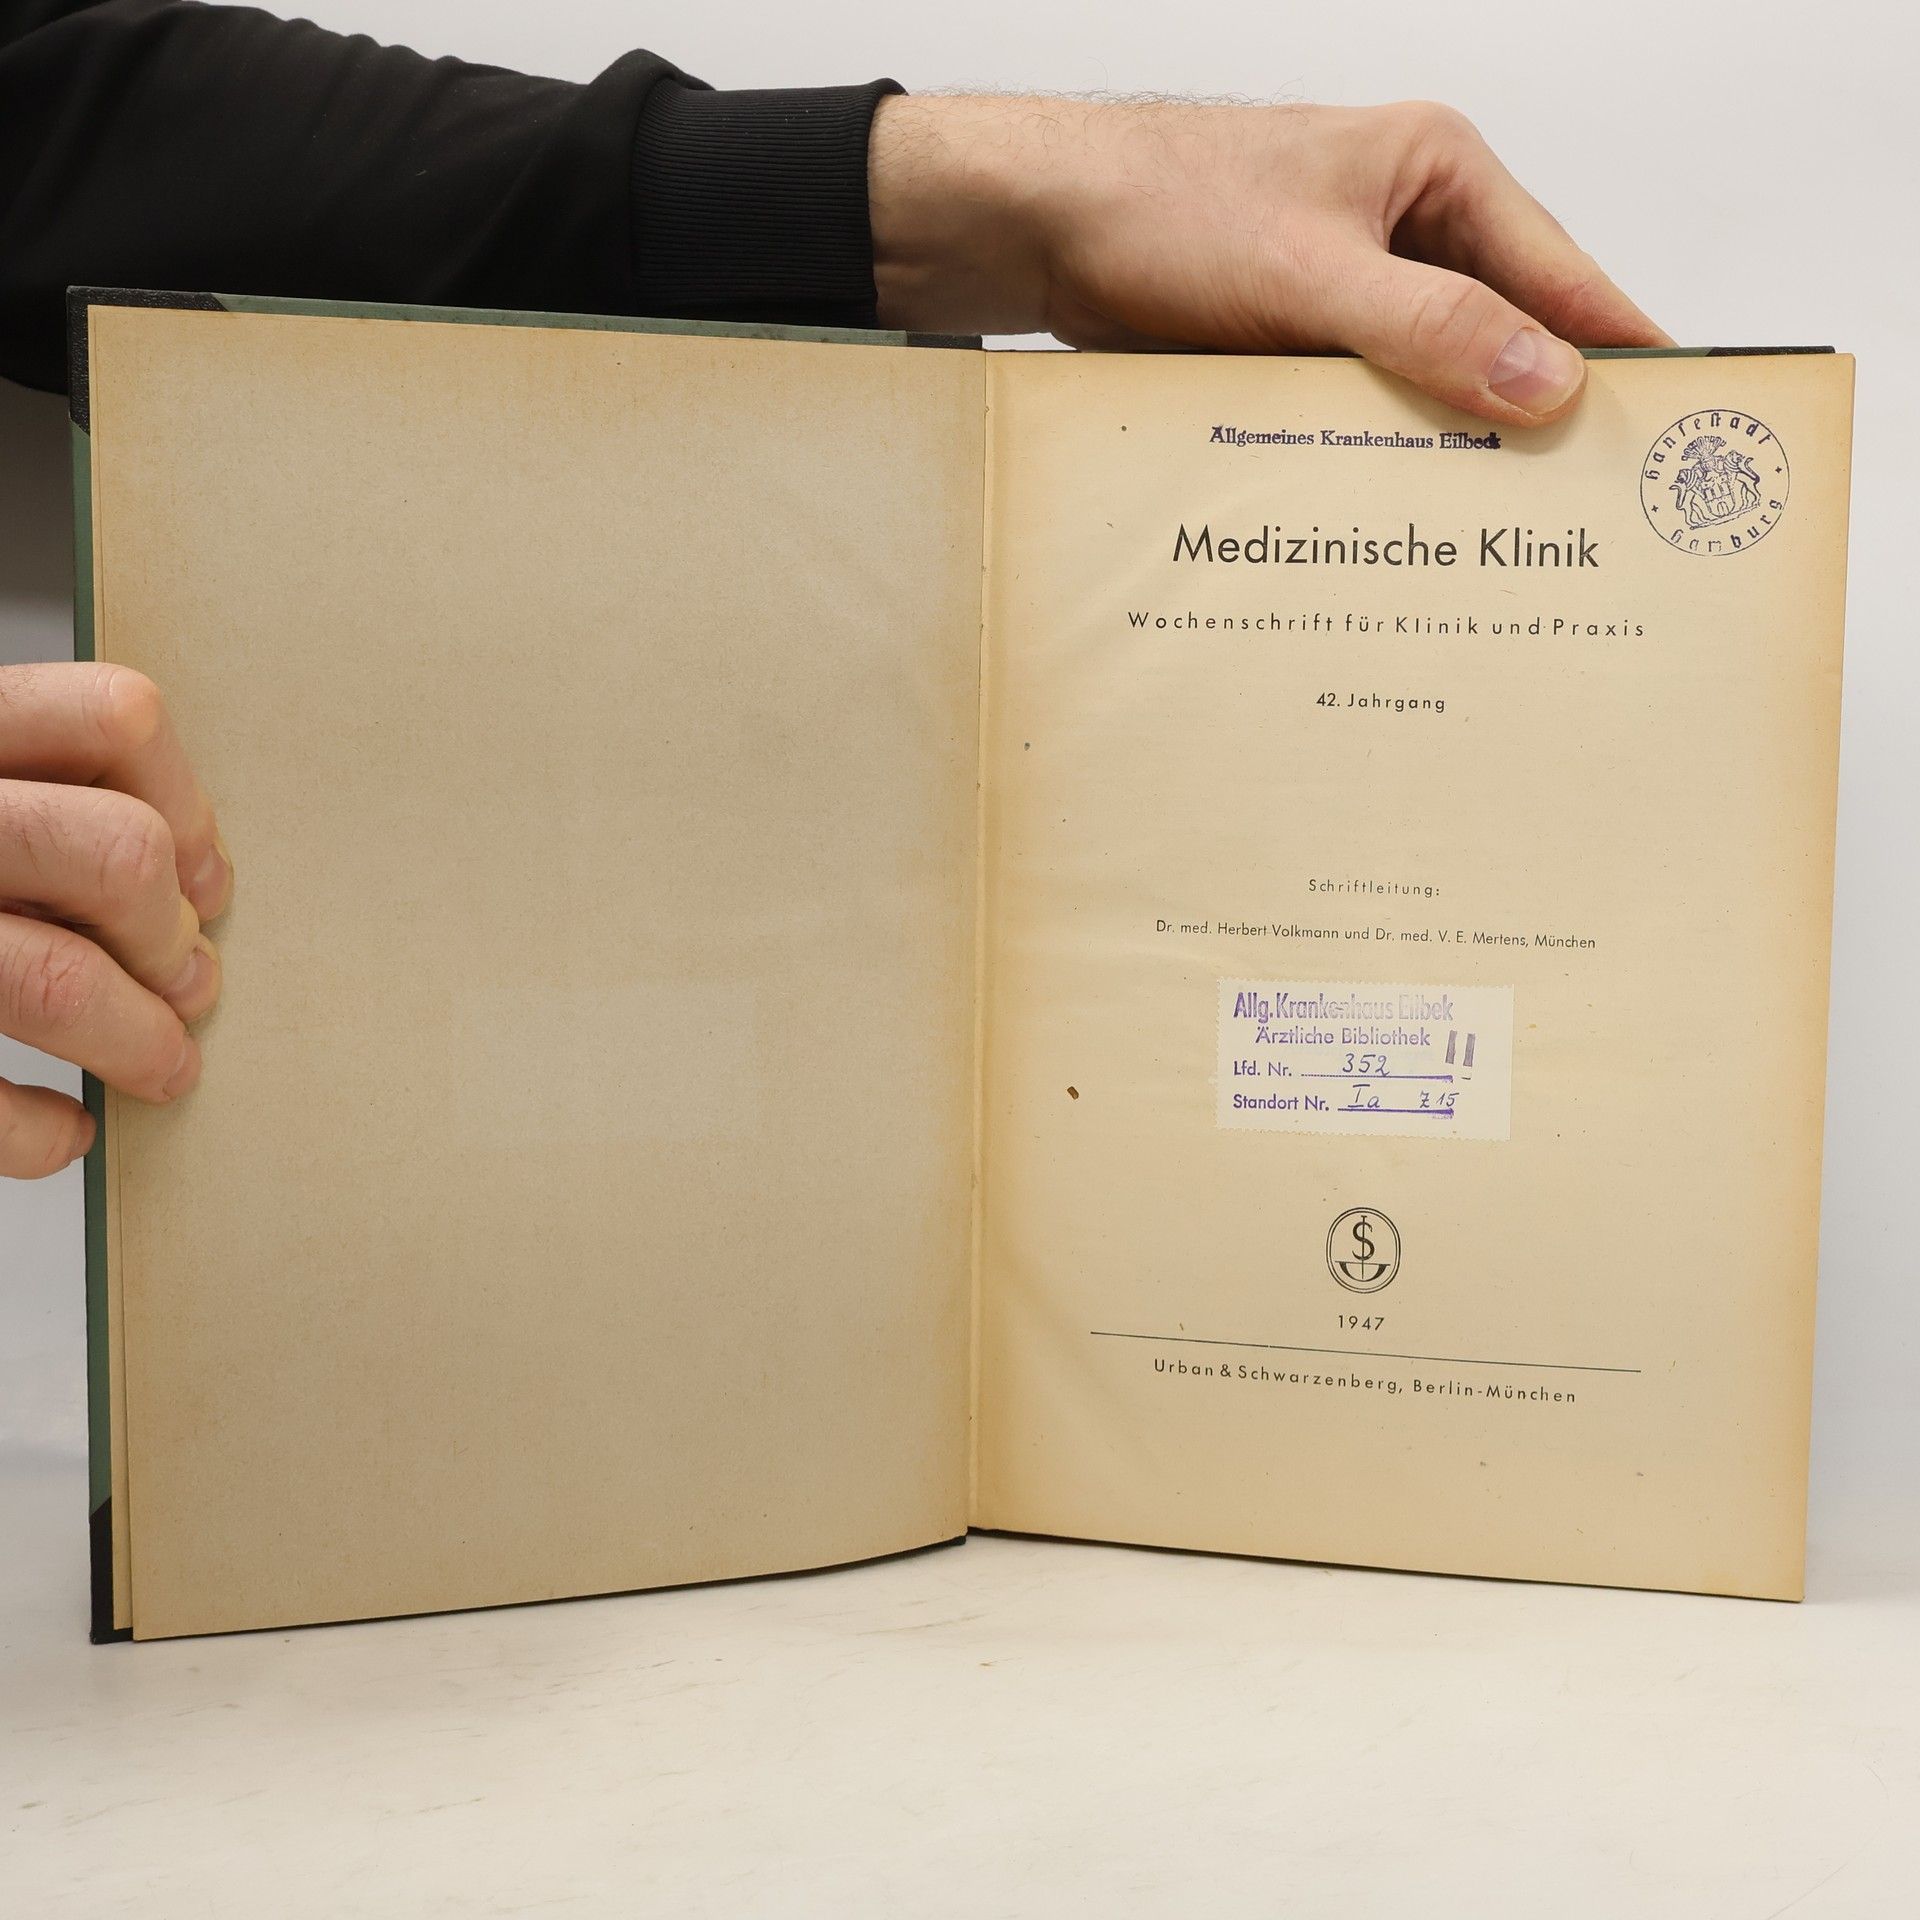 Allgemeines Krankenhaus Eilbeck
Hansestadt
Hamburg
Medizinische Klinik
Wochenschrift für Klinik und Praxis
42. Jahrgang
Schriftleitung:
Dr. med. Herbert Volkmann und Dr. med. V. E. Mertens, München
Allg. Krankenhaus Eilbek
Ärztliche Bibliothek
Lfd. Nr. 352
Standort Nr. Ia Z 15
1947
Urban & Schwarzenberg, Berlin-München